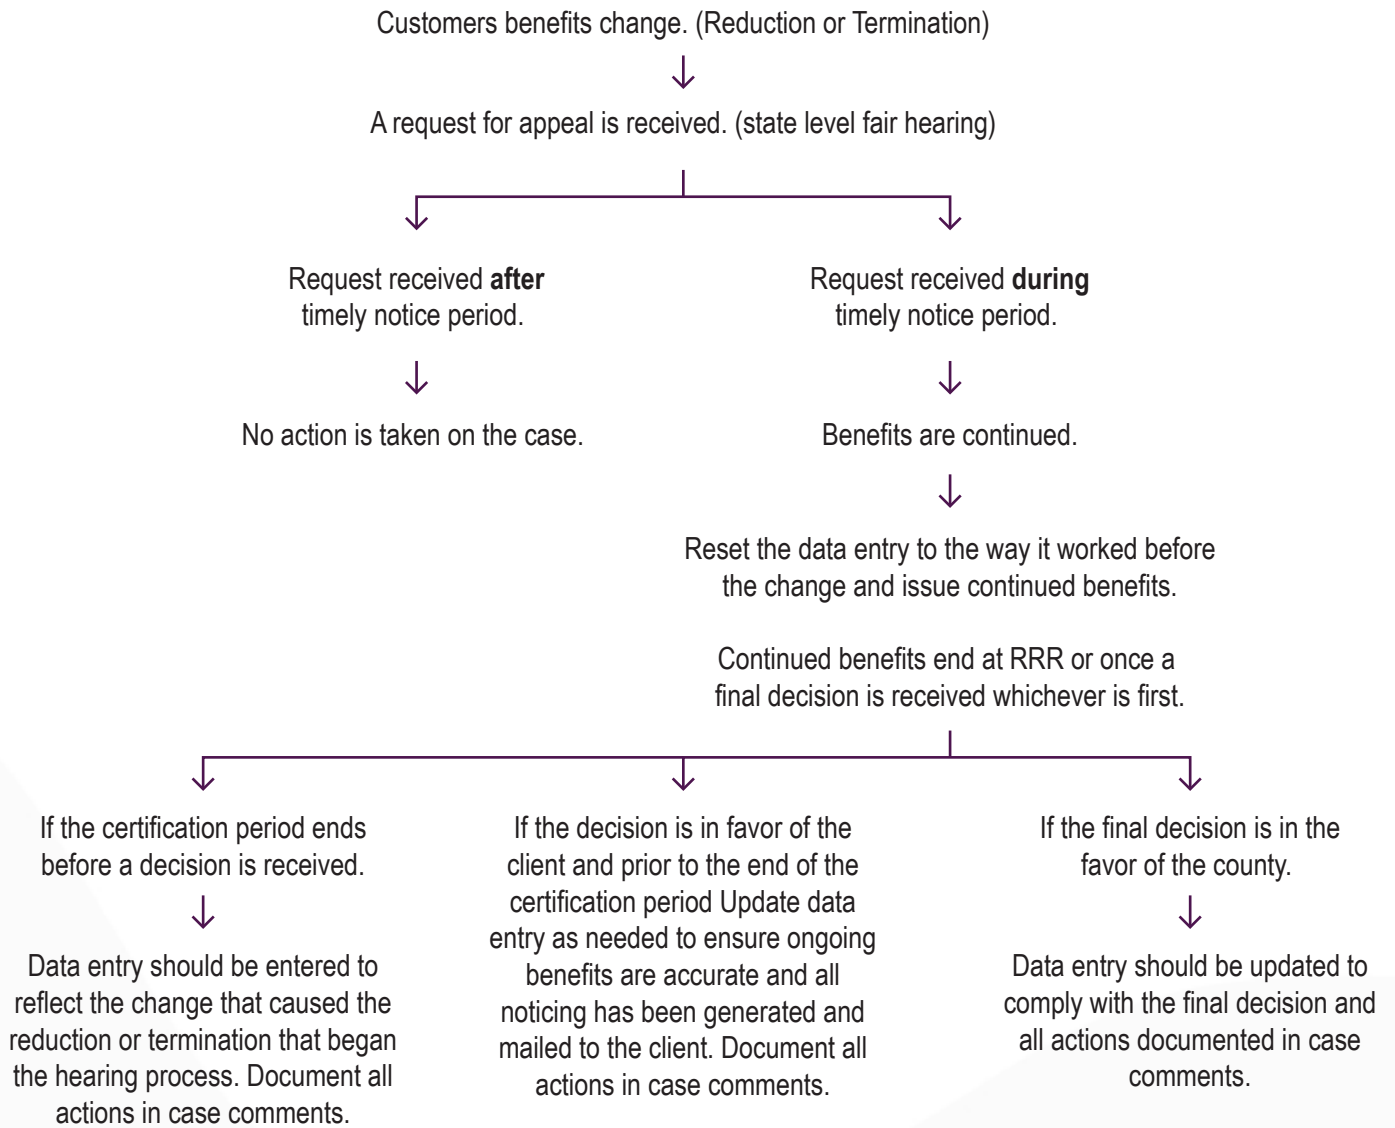 Customers benefits change. (Reduction or Termination)
A request for appeal is received. (state level fair hearing)
Request received after
timely notice period.
No action is taken on the case.
Request received during
timely notice period.
Benefits are continued.
Reset the data entry to the way it worked before
the change and issue continued benefits.
Continued benefits end at RRR or once a
final decision is received whichever is first.
If the certification period ends
before a decision is received.
Data entry should be entered to
reflect the change that caused the
reduction or termination that began
the hearing process. Document all
actions in case comments.
If the decision is in favor of the
client and prior to the end of the
certification period Update data
entry as needed to ensure ongoing
benefits are accurate and all
noticing has been generated and
mailed to the client. Document all
actions in case comments.
If the final decision is in the
favor of the county.
Data entry should be updated to
comply with the final decision and
all actions documented in case
comments.